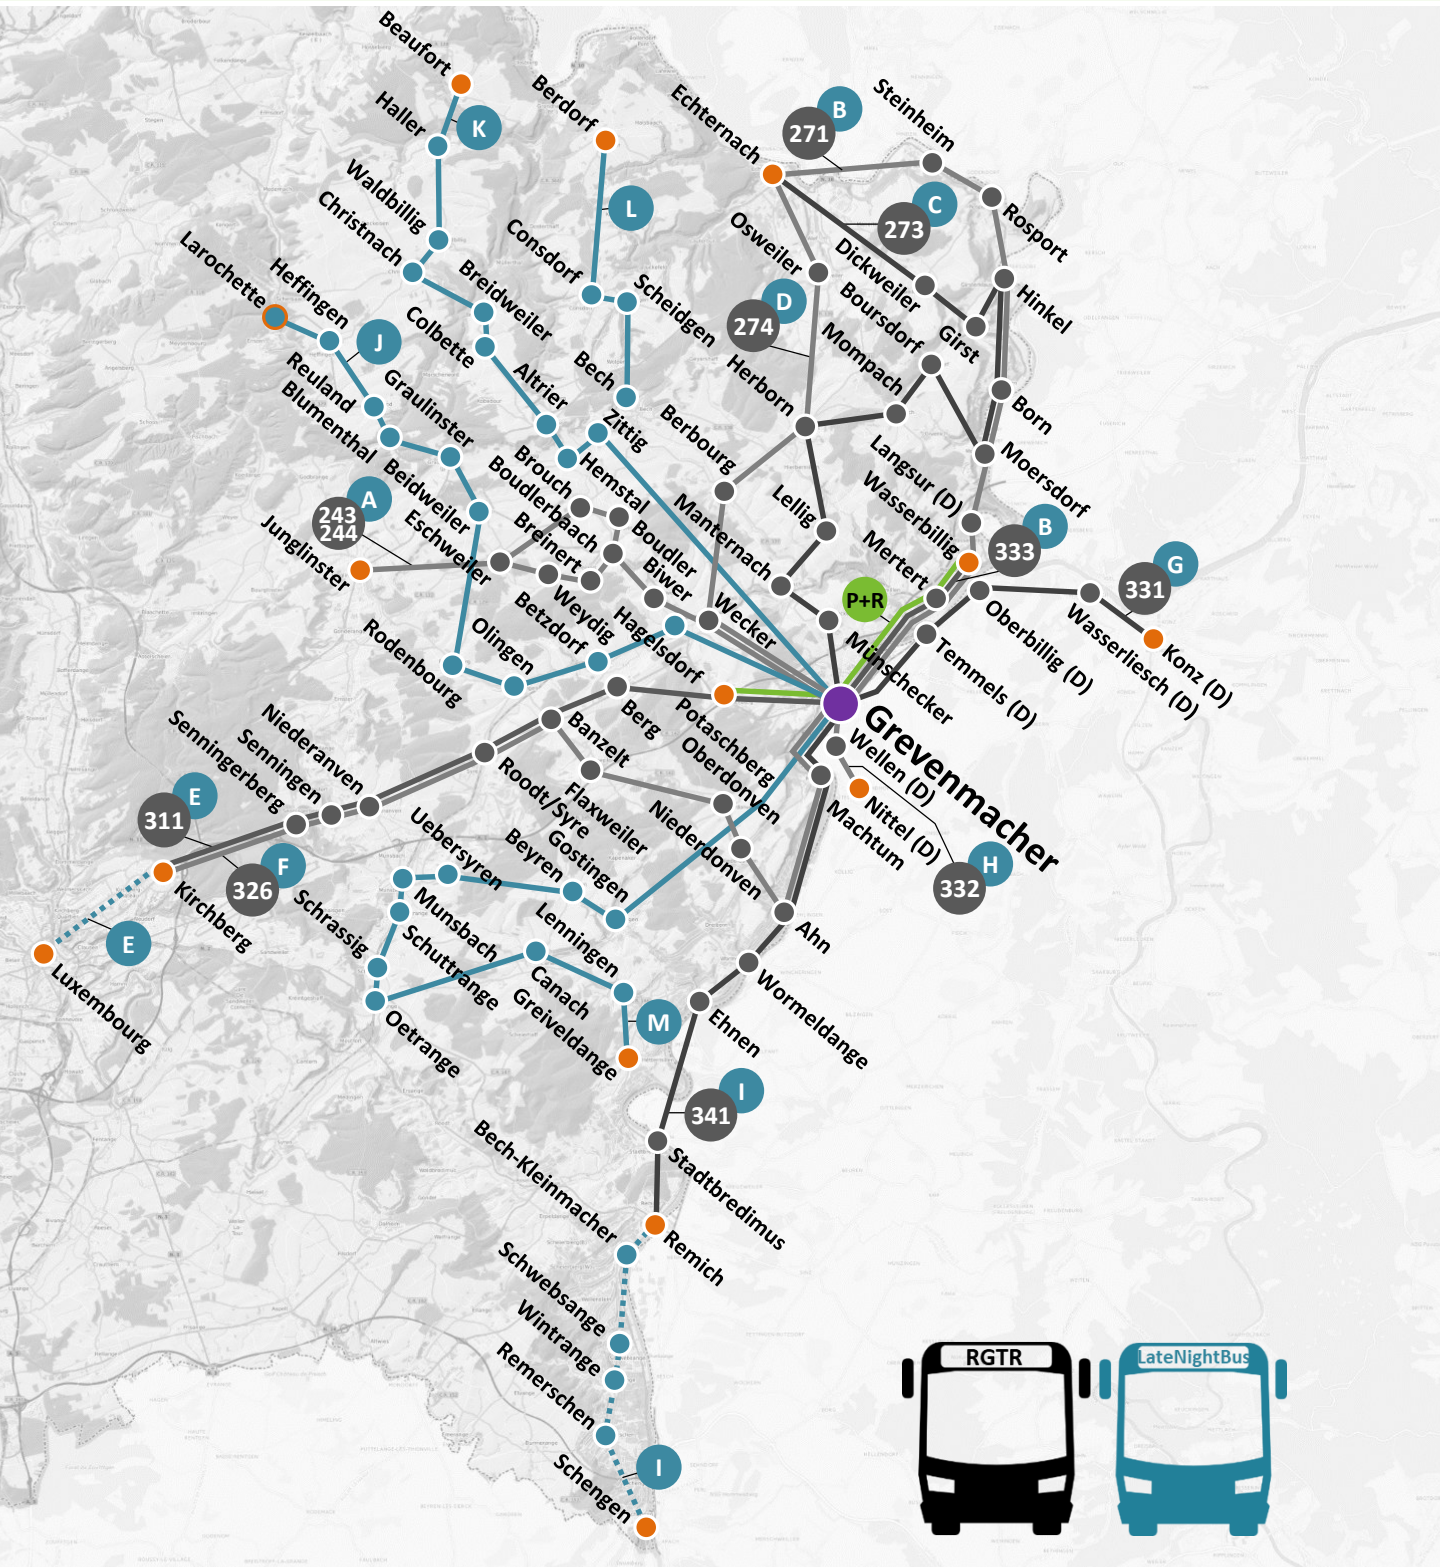 Beaufort
K
Haller
Waldbillig
Christnach
Berdorf
L
Consdorf
Scheidgen
Bech
Echternach
B
271
Steinheim
C
273
Rosport
Osweiler
Dickweiler
Boursdorf
Girst
Hinkel
D
274
Mompach
Herborn
Born
Larochette
Heffingen
J
Breidweiler
Colbette
Reuland
Graulinster
Blumenthal
Altrier
Zittig
Berbourg
Langsur (D)
Moersdorf
Wasserbillig
Beidweiler
Brouch
Hemstal
Boudlerbaach
Lellig
Manternach
A
243
244
Eschweiler
Breinert
Boudler
Biwer
Mertert
B
333
G
331
Junglinster
Weydig
Betzdorf
Hagelsdorf
Wecker
P+R
Münschecker
Oberbillig (D)
Wasserliesch (D)
Konz (D)
Temmels (D)
Rodenbourg
Olingen
Grevenmacher
Berg
Potaschberg
Banzelt
Oberdonven
Wellen (D)
Nittel (D)
Niederanven
Senningen
Senningerberg
Roodt/Syre
Flaxweiler
Niederdonven
Machtum
E
311
F
326
H
332
Uebersyren
Beyren
Gostingen
Kirchberg
Schrassig
Munsbach
Schuttrange
Lenningen
Canach
Greiveldange
Ahn
E
Luxembourg
Oetrange
M
Wormeldange
Ehnen
I
341
Bech-Kleinmacher
Stadtbredimus
Remich
Schwebsange
Wintrange
Remerschen
I
Schengen
RGTR
LateNightBus